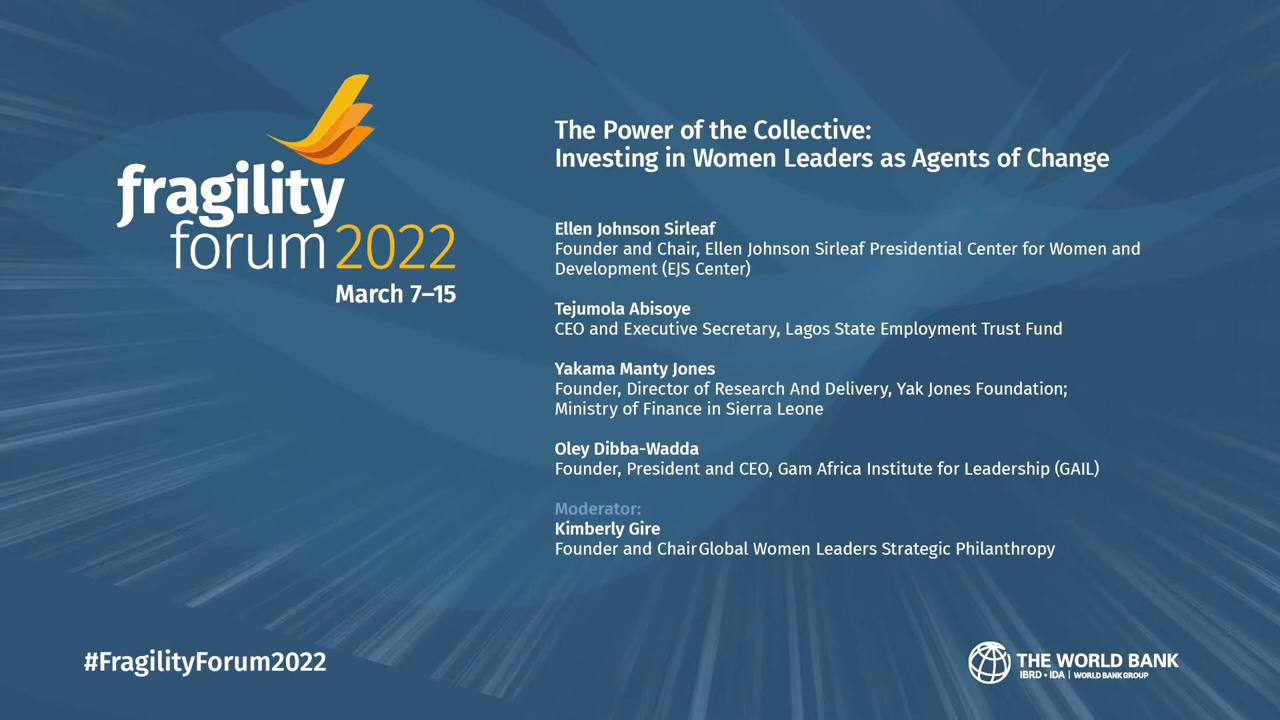 fragility
forum 2022
March 7–15
The Power of the Collective:
Investing in Women Leaders as Agents of Change
Ellen Johnson Sirleaf
Founder and Chair, Ellen Johnson Sirleaf Presidential Center for Women and
Development (EJS Center)
Tejumola Abisoye
CEO and Executive Secretary, Lagos State Employment Trust Fund
Yakama Manty Jones
Founder, Director of Research And Delivery, Yak Jones Foundation;
Ministry of Finance in Sierra Leone
Oley Dibba-Wadda
Founder, President and CEO, Gam Africa Institute for Leadership (GAIL)
Moderator:
Kimberly Gire
Founder and Chair Global Women Leaders Strategic Philanthropy
#FragilityForum2022
THE WORLD BANK
IBRD • IDA | WORLD BANK GROUP